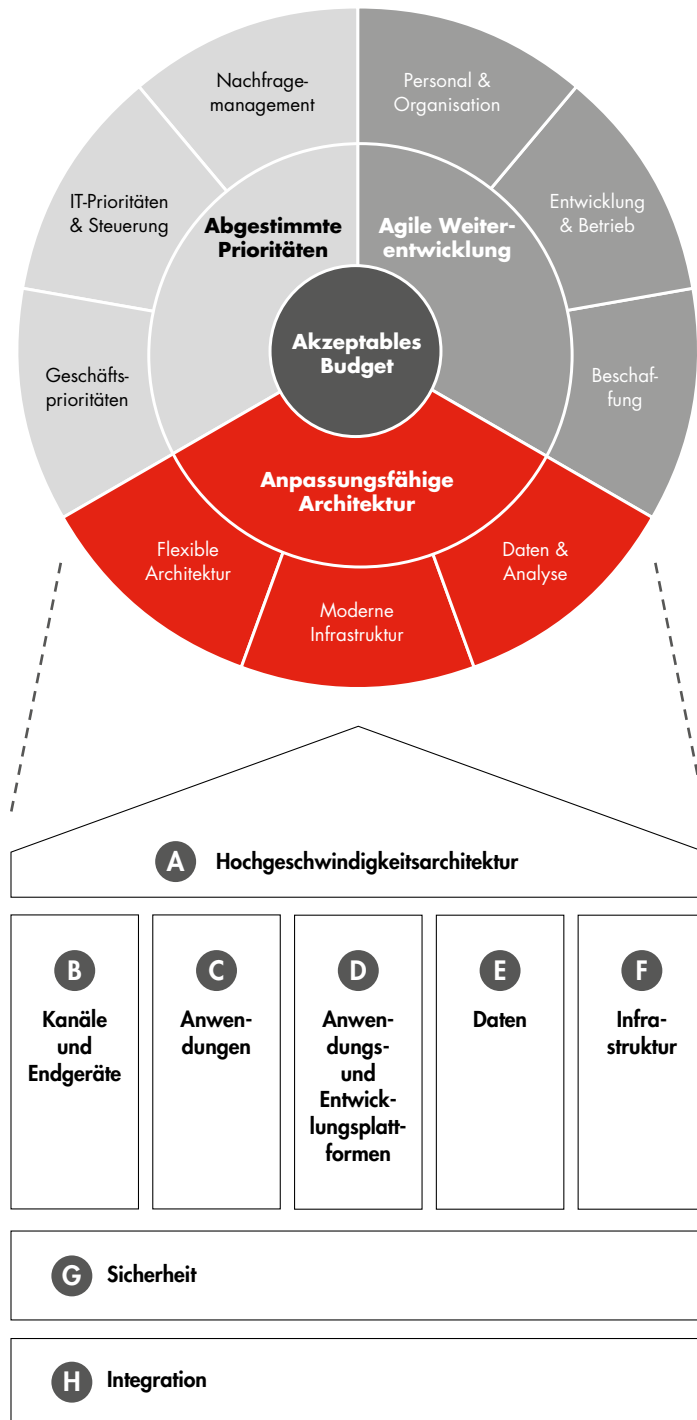 Nachfrage-
management
Personal &
Organisation
IT-Prioritäten
& Steuerung
Abgestimmte
Prioritäten
Agile Weiter-
entwicklung
Entwicklung
& Betrieb
Akzeptables
Budget
Geschäfts-
prioritäten
Beschaf-
fung
Anpassungsfähige
Architektur
Flexible
Architektur
Moderne
Infrastruktur
Daten &
Analyse
A Hochgeschwindigkeitsarchitektur
B
Kanäle
und
Endgeräte
C
Anwen-
dungen
D
Anwen-
dungs-
und
Entwick-
lungsplatt-
formen
E
Daten
F
Infra-
struktur
G Sicherheit
H Integration